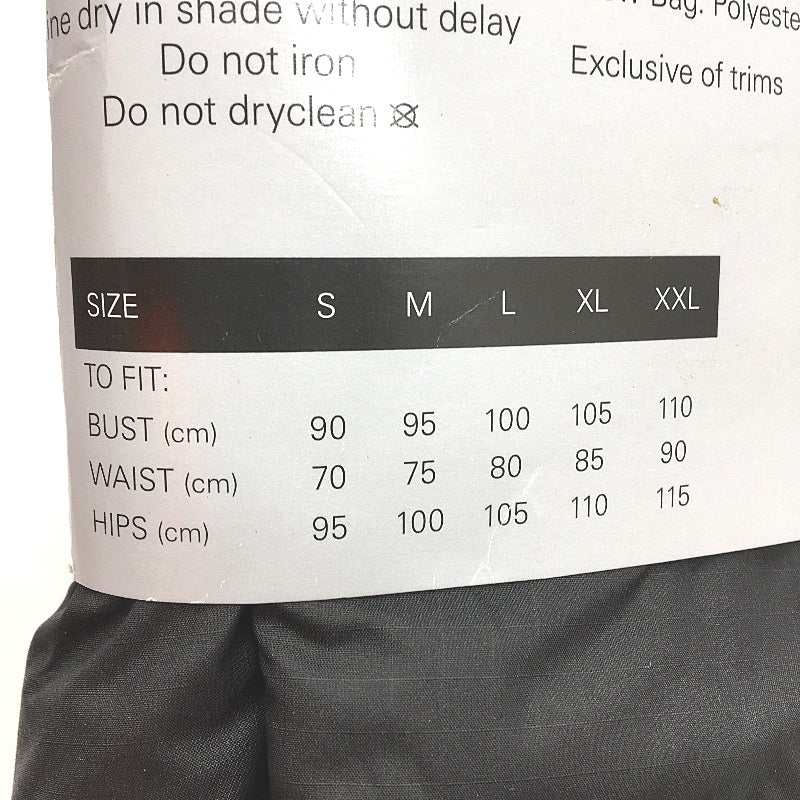 dry in shade without delay
Do not iron
Do not dryclean
Bag: Polyeste
Exclusive of trims
SIZE S M L XL XXL
TO FIT:
BUST (cm) 90 95 100 105 110
WAIST (cm) 70 75 80 85 90
HIPS (cm) 95 100 105 110 115